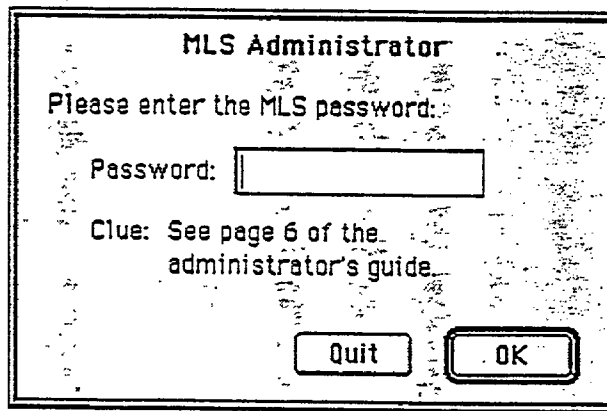 MLS Administrator
Please enter the MLS password:
Password:
Clue: See page 6 of the
administrator's guide.
Quit
OK